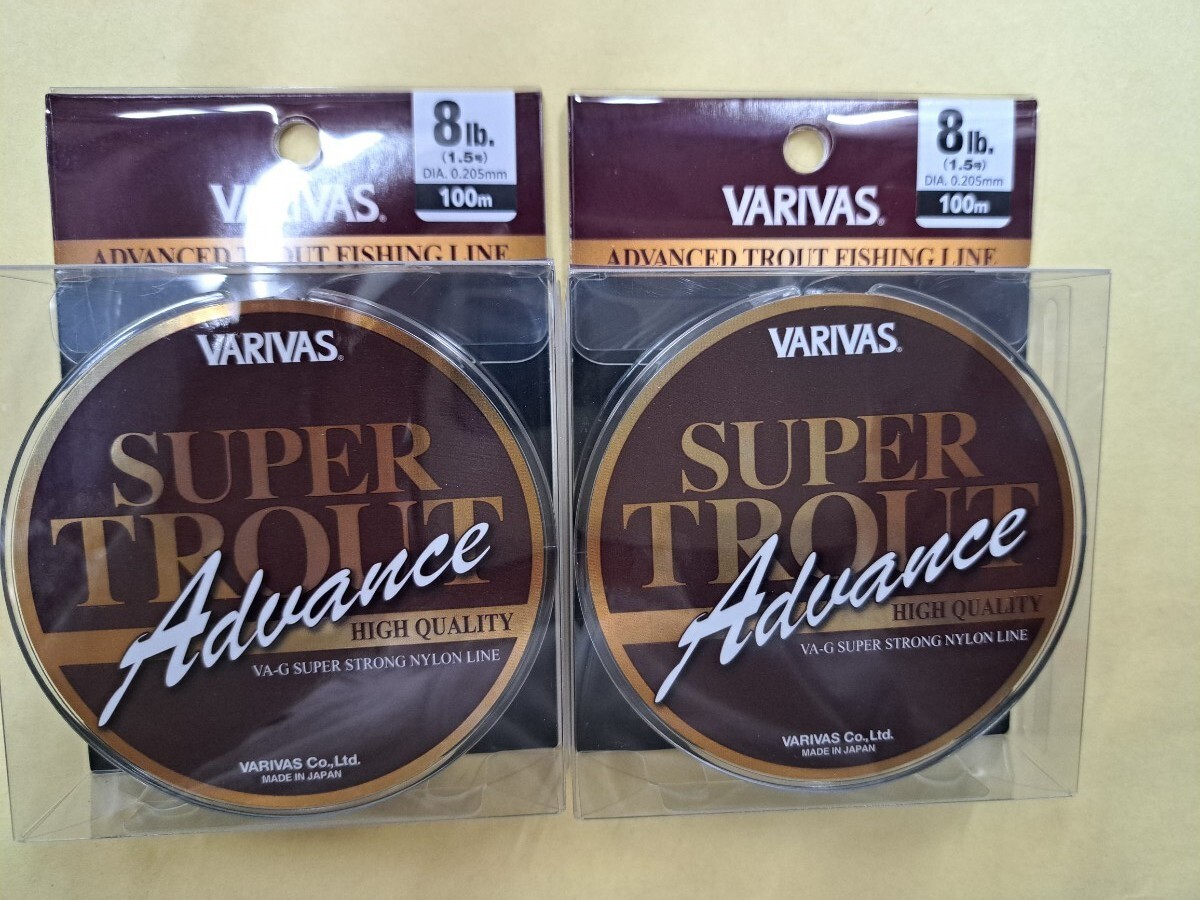 8lb.
(1.5号)
DIA. 0.205mm
100m
VARIVAS®
ADVANCED TROUT FISHING LINE
VARIVAS®
SUPER
TROUT
Advance
HIGH QUALITY
VA-G SUPER STRONG NYLON LINE
VARIVAS Co.,Ltd.
MADE IN JAPAN
8lb.
(1.5号)
DIA. 0.205mm
100m
VARIVAS®
ADVANCED TROUT FISHING LINE
VARIVAS®
SUPER
TROUT
Advance
HIGH QUALITY
VA-G SUPER STRONG NYLON LINE
VARIVAS Co.,Ltd.
MADE IN JAPAN